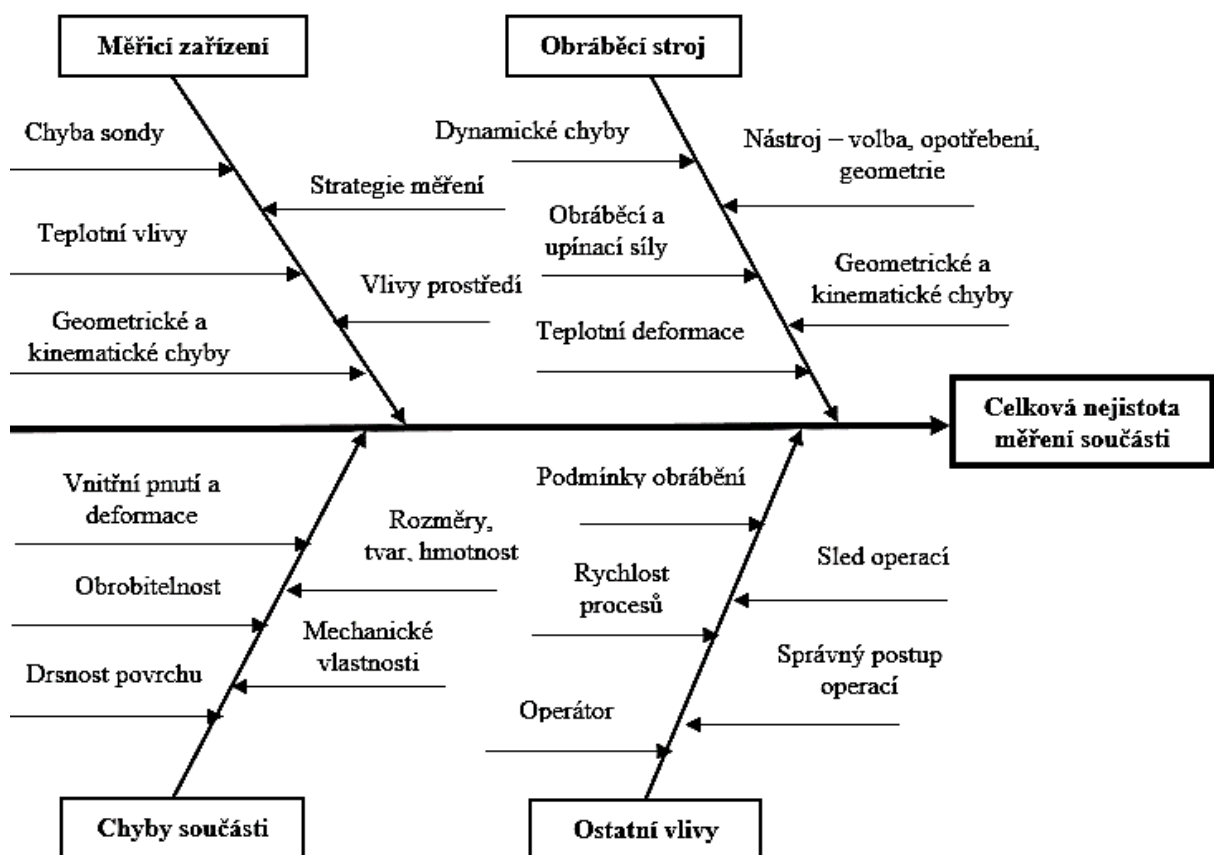 Měřicí zařízení
Obráběcí stroj
Chyba sondy
Strategie měření
Teplotní vlivy
Vlivy prostředí
Geometrické a
kinematické chyby
Dynamické chyby
Nástroj – volba, opotřebení,
geometrie
Obráběcí a
upínací síly
Geometrické a
kinematické chyby
Teplotní deformace
Celková nejistota
měření součásti
Vnitřní pnutí a
deformace
Rozměry,
tvar, hmotnost
Obrobitelnost
Mechanické
vlastnosti
Drsnost povrchu
Podmínky obrábění
Sled operací
Rychlost
procesů
Správný postup
operací
Operátor
Chyby součásti
Ostatní vlivy